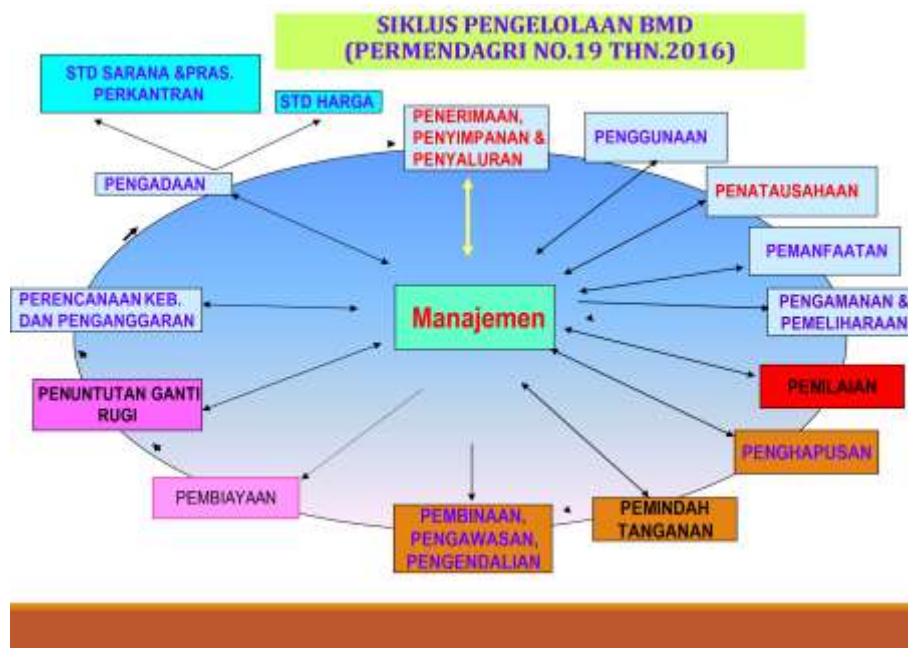 SIKLUS PENGELOLAAN BMD
(PERMENDAGRI NO.19 THN.2016)
STD SARANA &PRAS.
PERKANTRAN
STD HARGA
PENERIMAAN,
PENYIMPANAN &
PENYALURAN
PENGGUNAAN
PENGADAAN
PENATAUSAHAAN
PEMANFAATAN
PERENCANAAN KEB.
DAN PENGANGGARAN
Manajemen
PENGAMANAN &
PEMELIHARAAN
PENUNTUTAN GANTI
RUGI
PENILAIAN
PENGHAPUSAN
PEMBIAYAAN
PEMBINAAN,
PENGAWASAN,
PENGENDALIAN
PEMINDAH
TANGANAN